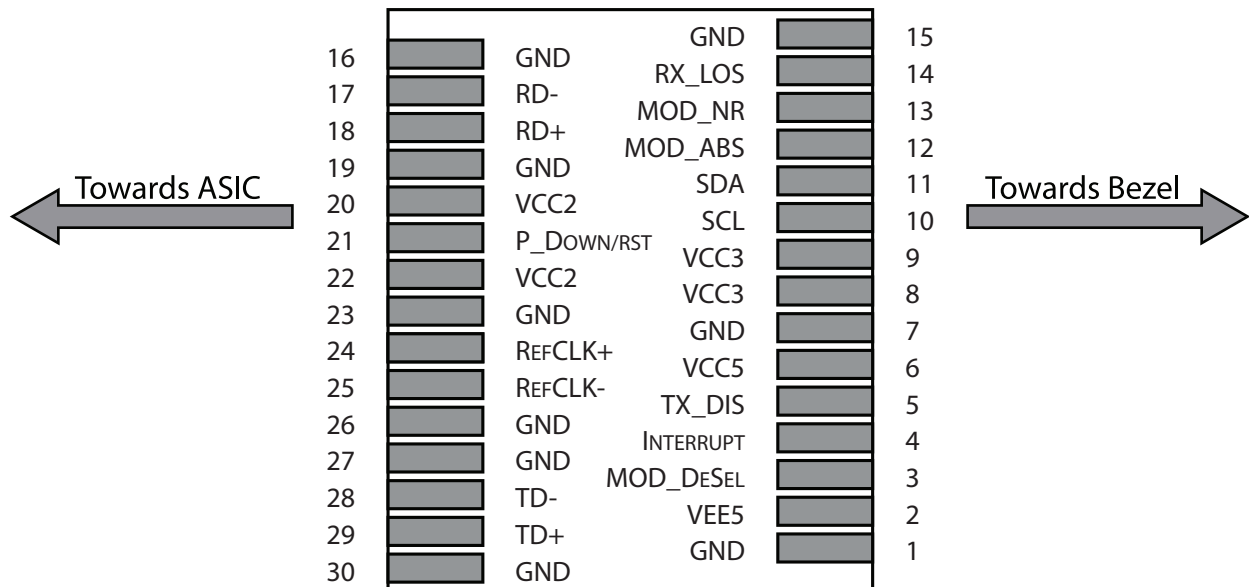 GND 15
16 GND
RX_LOS 14
17 RD-
MOD_NR 13
18 RD+
MOD_ABS 12
19 GND
SDA 11
Towards ASIC
Towards Bezel
20 VCC2
SCL 10
21 P_DOWN/RST
VCC3 9
22 VCC2
VCC3 8
23 GND
GND 7
24 REFCLK+
VCC5 6
25 REFCLK-
TX_DIS 5
26 GND
INTERRUPT 4
27 GND
MOD_DESEL 3
28 TD-
VEE5 2
29 TD+
GND 1
30 GND